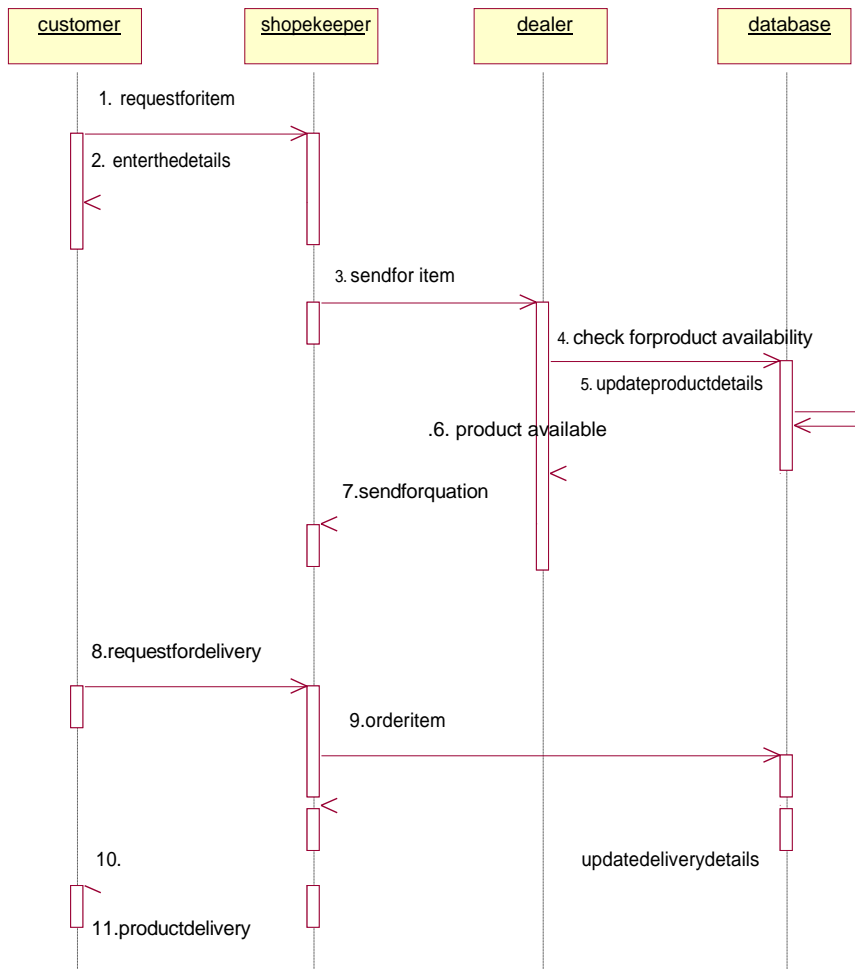 customer
shopekeeper
dealer
database
1. requestforitem
2. enterthedetails
3. sendfor item
4. check forproduct availability
5. updateproductdetails
.6. product available
7.sendforquation
8.requestfordelivery
9.orderitem
10.
updatedeliverydetails
11.productdelivery